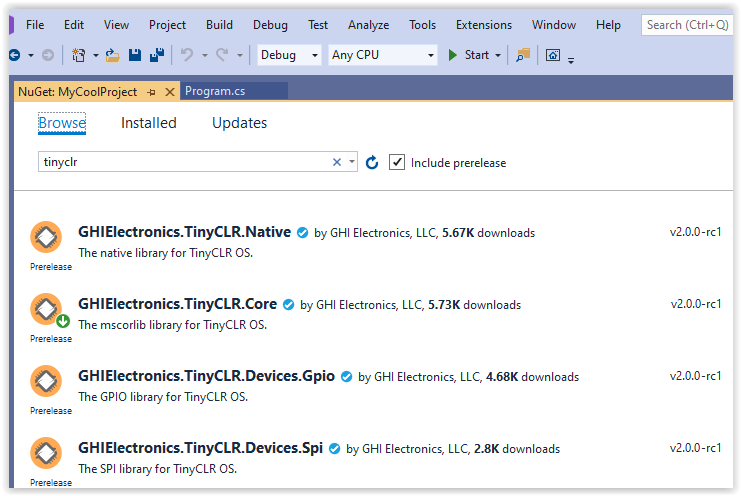 File Edit View Project Build Debug Test Analyze Tools Extensions Window Help Search (Ctrl+Q)
Debug Any CPU Start
NuGet: MyCoolProject Program.cs
Browse Installed Updates
tinyclr Include prerelease
GHIElectronics.TinyCLR.Native by GHI Electronics, LLC, 5.67K downloads v2.0.0-rc1
The native library for TinyCLR OS.
Prerelease
GHIElectronics.TinyCLR.Core by GHI Electronics, LLC, 5.73K downloads v2.0.0-rc1
The mscorlib library for TinyCLR OS.
Prerelease
GHIElectronics.TinyCLR.Devices.Gpio by GHI Electronics, LLC, 4.68K downloads v2.0.0-rc1
The GPIO library for TinyCLR OS.
Prerelease
GHIElectronics.TinyCLR.Devices.Spi by GHI Electronics, LLC, 2.8K downloads v2.0.0-rc1
The SPI library for TinyCLR OS.
Prerelease